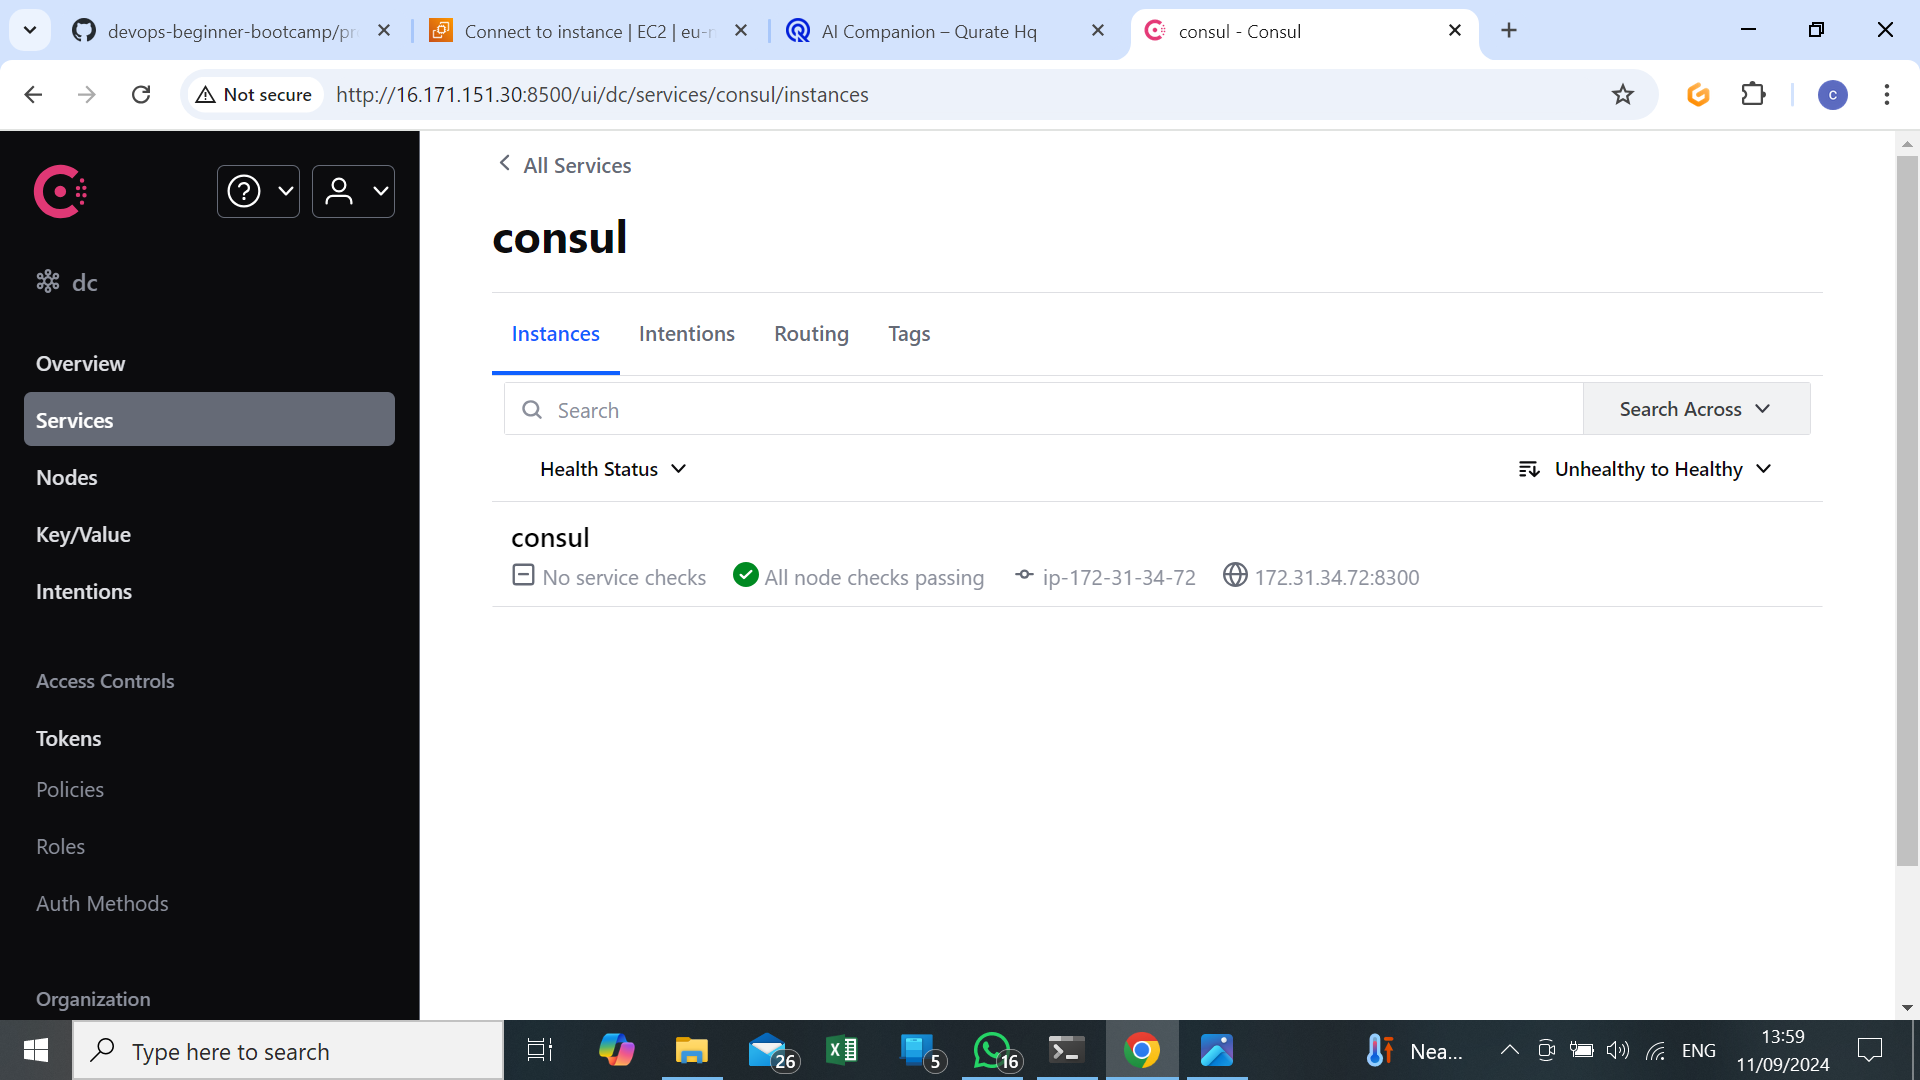 devops-beginner-bootcamp/pr
Connect to instance | EC2 | eu-n
AI Companion – Qurate Hq
consul - Consul
Not secure
http://16.171.151.30:8500/ui/dc/services/consul/instances
c
dc
Overview
Services
Nodes
Key/Value
Intentions
Access Controls
Tokens
Policies
Roles
Auth Methods
Organization
All Services
consul
Instances
Intentions
Routing
Tags
Search
Search Across
Health Status
Unhealthy to Healthy
consul
No service checks
All node checks passing
ip-172-31-34-72
172.31.34.72:8300
Type here to search
26
5
16
Nea...
ENG
13:59
11/09/2024